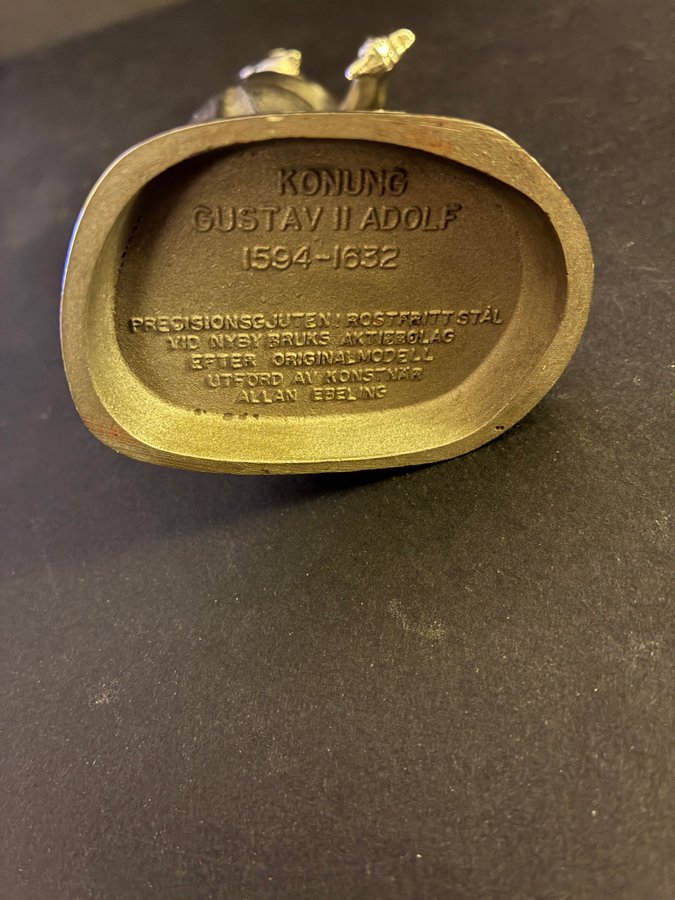 KONUNG
GUSTAV II ADOLF
1594-1632
PRECISIONSGJUTEN I ROSTFRITT STÅL
VID NYBY BRUKS AKTIEBOLAG
EFTER ORIGINALMODELL
UTFÖRD AV KONSTNÄR
ALLAN EBELING